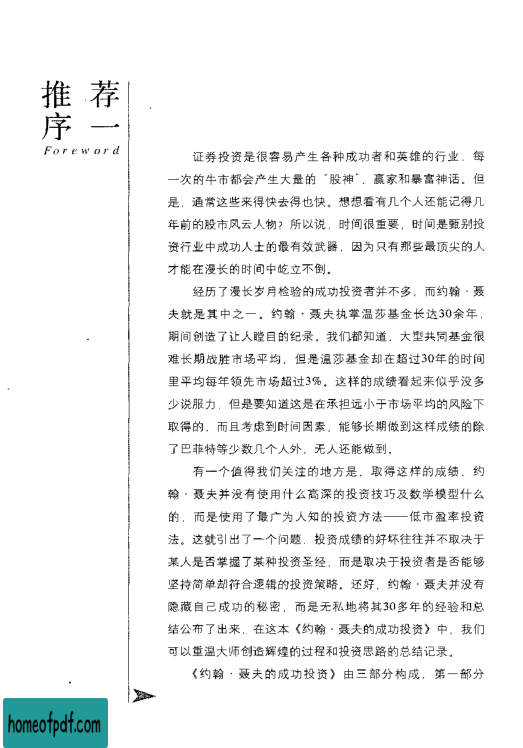 推荐
序一
Foreword
证券投资是很容易产生各种成功者和英雄的行业，每
一次的牛市都会产生大量的“股神”、赢家和暴富神话。但
是，通常这些来得快去得也快。想想看有几个人还能记得几
年前的股市风云人物？所以说，时间很重要，时间是甄别投
资行业中成功人士的最有效武器，因为只有那些最顶尖的人
才能在漫长的时间中屹立不倒。
经历了漫长岁月检验的成功投资者并不多，而约翰·聂
夫就是其中之一。约翰·聂夫执掌温莎基金长达30余年，
期间创造了让人瞠目的纪录。我们都知道，大型共同基金很
难长期战胜市场平均，但是温莎基金却在超过30年的时间
里平均每年领先市场超过3%。这样的成绩看起来似乎没多
少说服力，但是要知道这是在承担远小于市场平均的风险下
取得的，而且考虑到时间因素，能够长期做到这样成绩的除
了巴菲特等少数几个人外，无人还能做到。
有一个值得我们关注的地方是，取得这样的成绩，约
翰·聂夫并没有使用什么高深的投资技巧及数学模型什么
的，而是使用了最广为人知的投资方法——低市盈率投资
法。这就引出了一个问题，投资成绩的好坏往往并不取决于
某人是否掌握了某种投资圣经，而是取决于投资者是否能够
坚持简单却符合逻辑的投资策略。还好，约翰·聂夫并没有
隐藏自己成功的秘密，而是无私地将其30多年的经验和总
结公布了出来。在这本《约翰·聂夫的成功投资》中，我们
可以重温大师创造辉煌的过程和投资思路的总结记录。
《约翰·聂夫的成功投资》由三部分构成，第一部分
homeofpdf.com